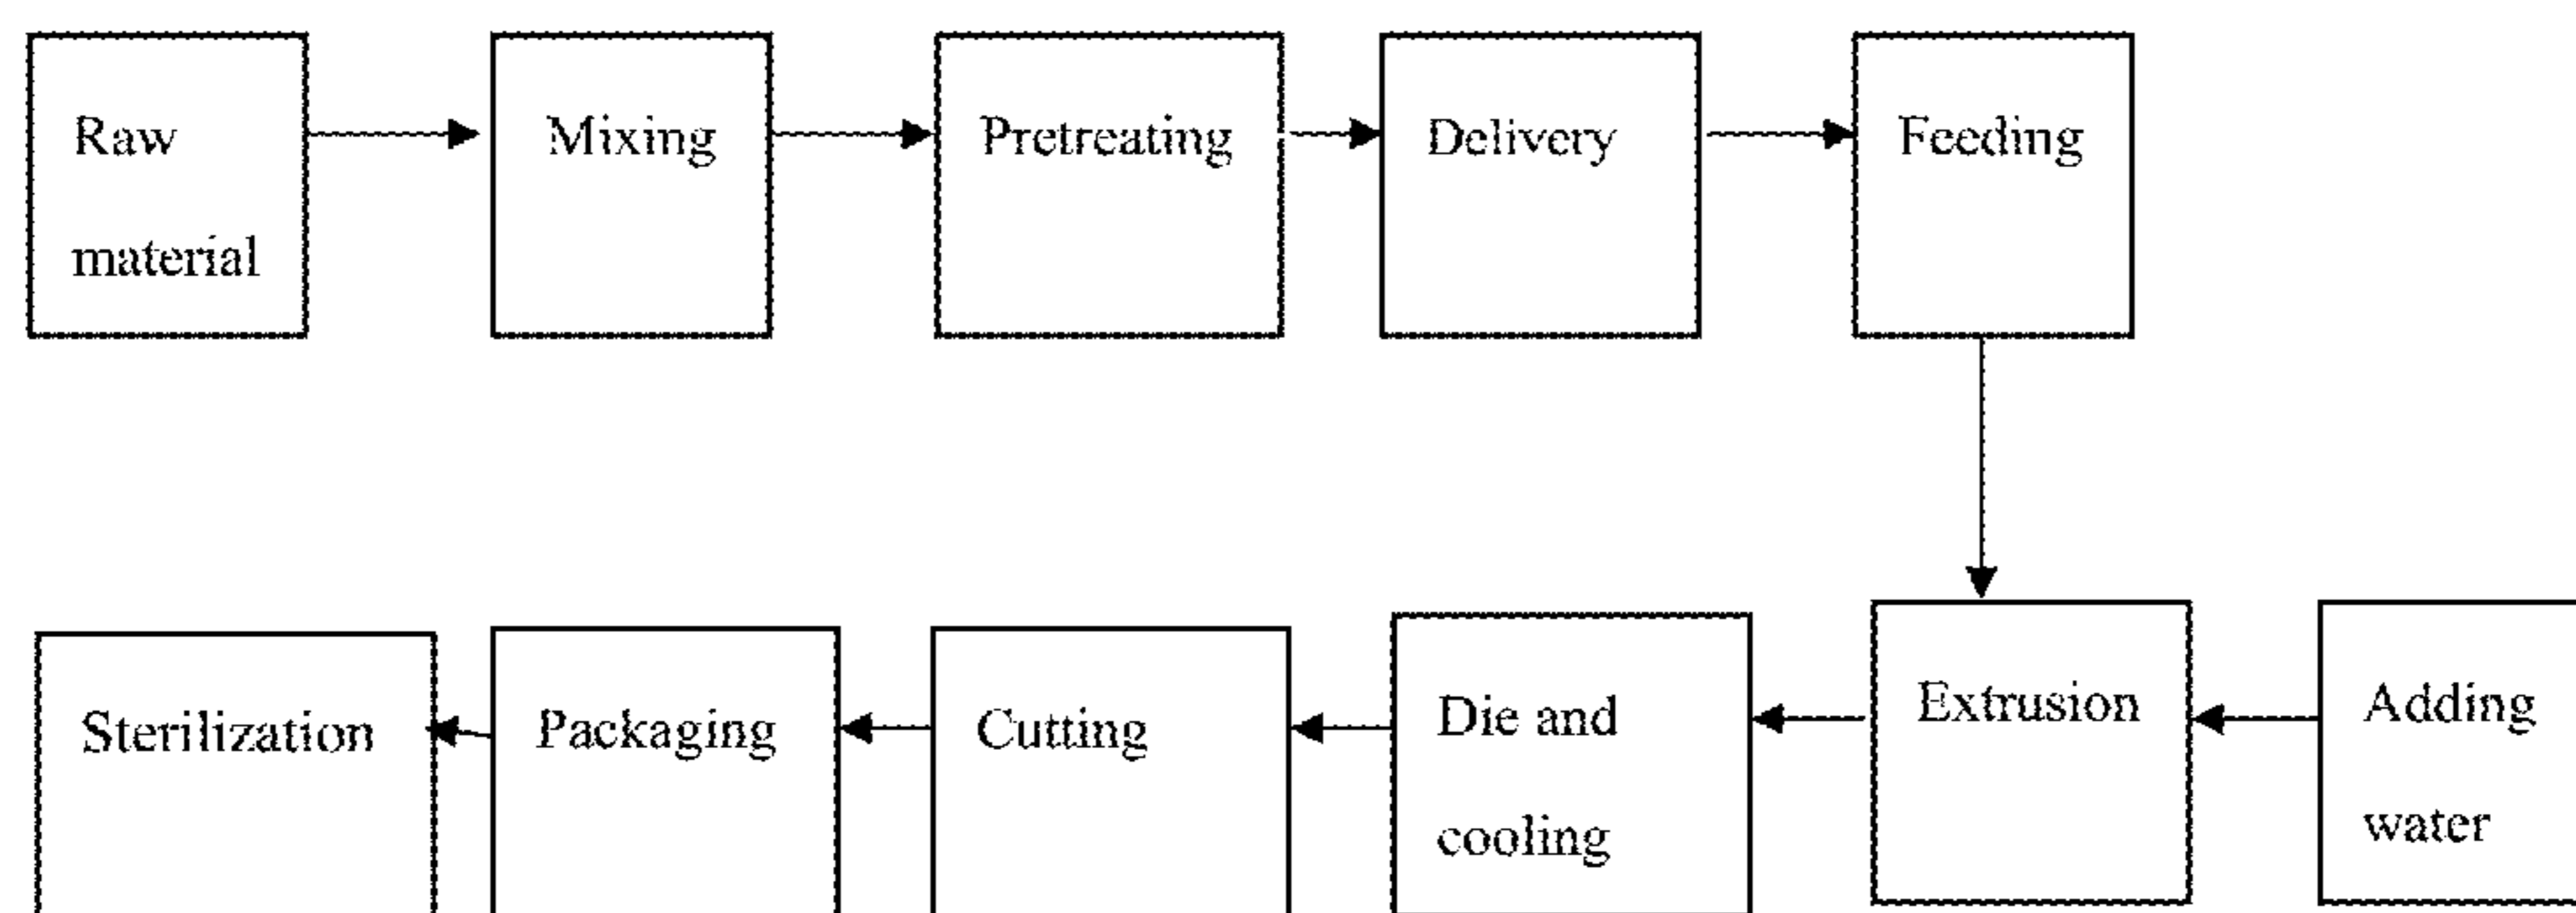 Raw
material
Mixing
Pretreating
Delivery
Feeding
Sterilization
Packaging
Cutting
Die and
cooling
Extrusion
Adding
water